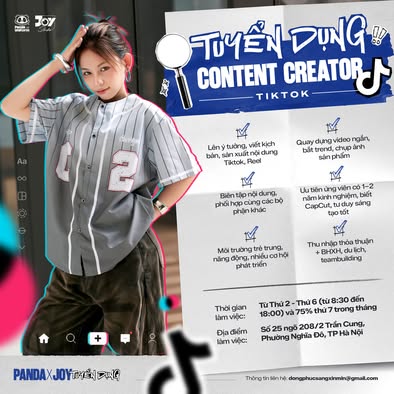 PANDA
JOY
TUYỂN DỤNG
CONTENT CREATOR
TIKTOK
Lên ý tưởng, viết kịch
bản, sản xuất nội dung
Tiktok, Reel
Quay dựng video ngắn,
bắt trend, chụp ảnh
sản phẩm
Biên tập nội dung,
phối hợp cùng các bộ
phận khác
Ưu tiên ứng viên có 1-2
năm kinh nghiệm, biết
CapCut, tư duy sáng
tạo tốt
Môi trường trẻ trung,
năng động, nhiều cơ hội
phát triển
Thu nhập thỏa thuận
+ BHXH, du lịch,
teambuilding
Thời gian
làm việc:
Từ Thứ 2 - Thứ 6 (từ 8:30 đến
18:00) và 75% thứ 7 trong tháng
Địa điểm
làm việc:
Số 25 ngõ 208/2 Trần Cung,
Phường Nghĩa Đô, TP Hà Nội
Aa
02
PANDA X JOY TUYỂN DỤNG
Thông tin liên hệ: dongphucsangxinmin@gmail.com